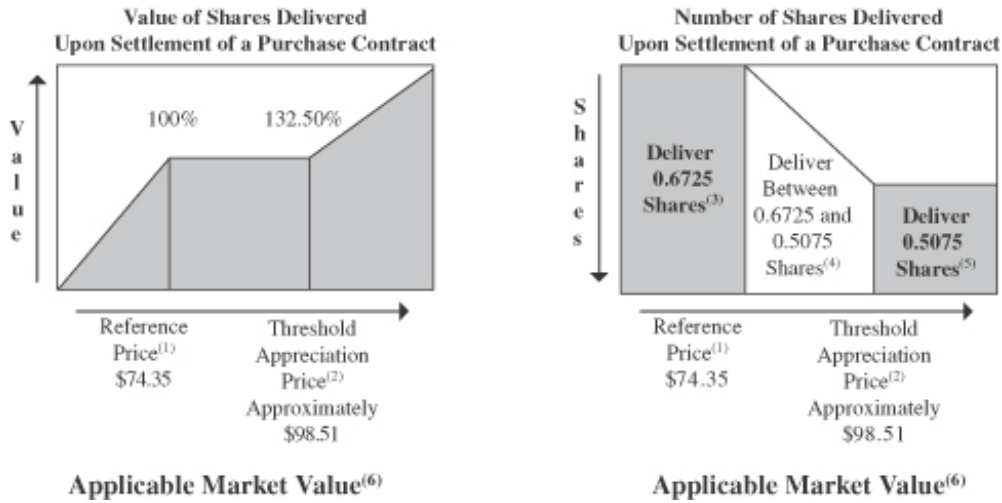 Value of Shares Delivered
Upon Settlement of a Purchase Contract
Value
100%
132.50%
Reference
Price(1)
$74.35
Threshold
Appreciation
Price(2)
Approximately
$98.51
Applicable Market Value(6)
Number of Shares Delivered
Upon Settlement of a Purchase Contract
Shares
Deliver
0.6725
Shares(3)
Deliver
Between
0.6725 and
0.5075
Shares(4)
Deliver
0.5075
Shares(5)
Reference
Price(1)
$74.35
Threshold
Appreciation
Price(2)
Approximately
$98.51
Applicable Market Value(6)